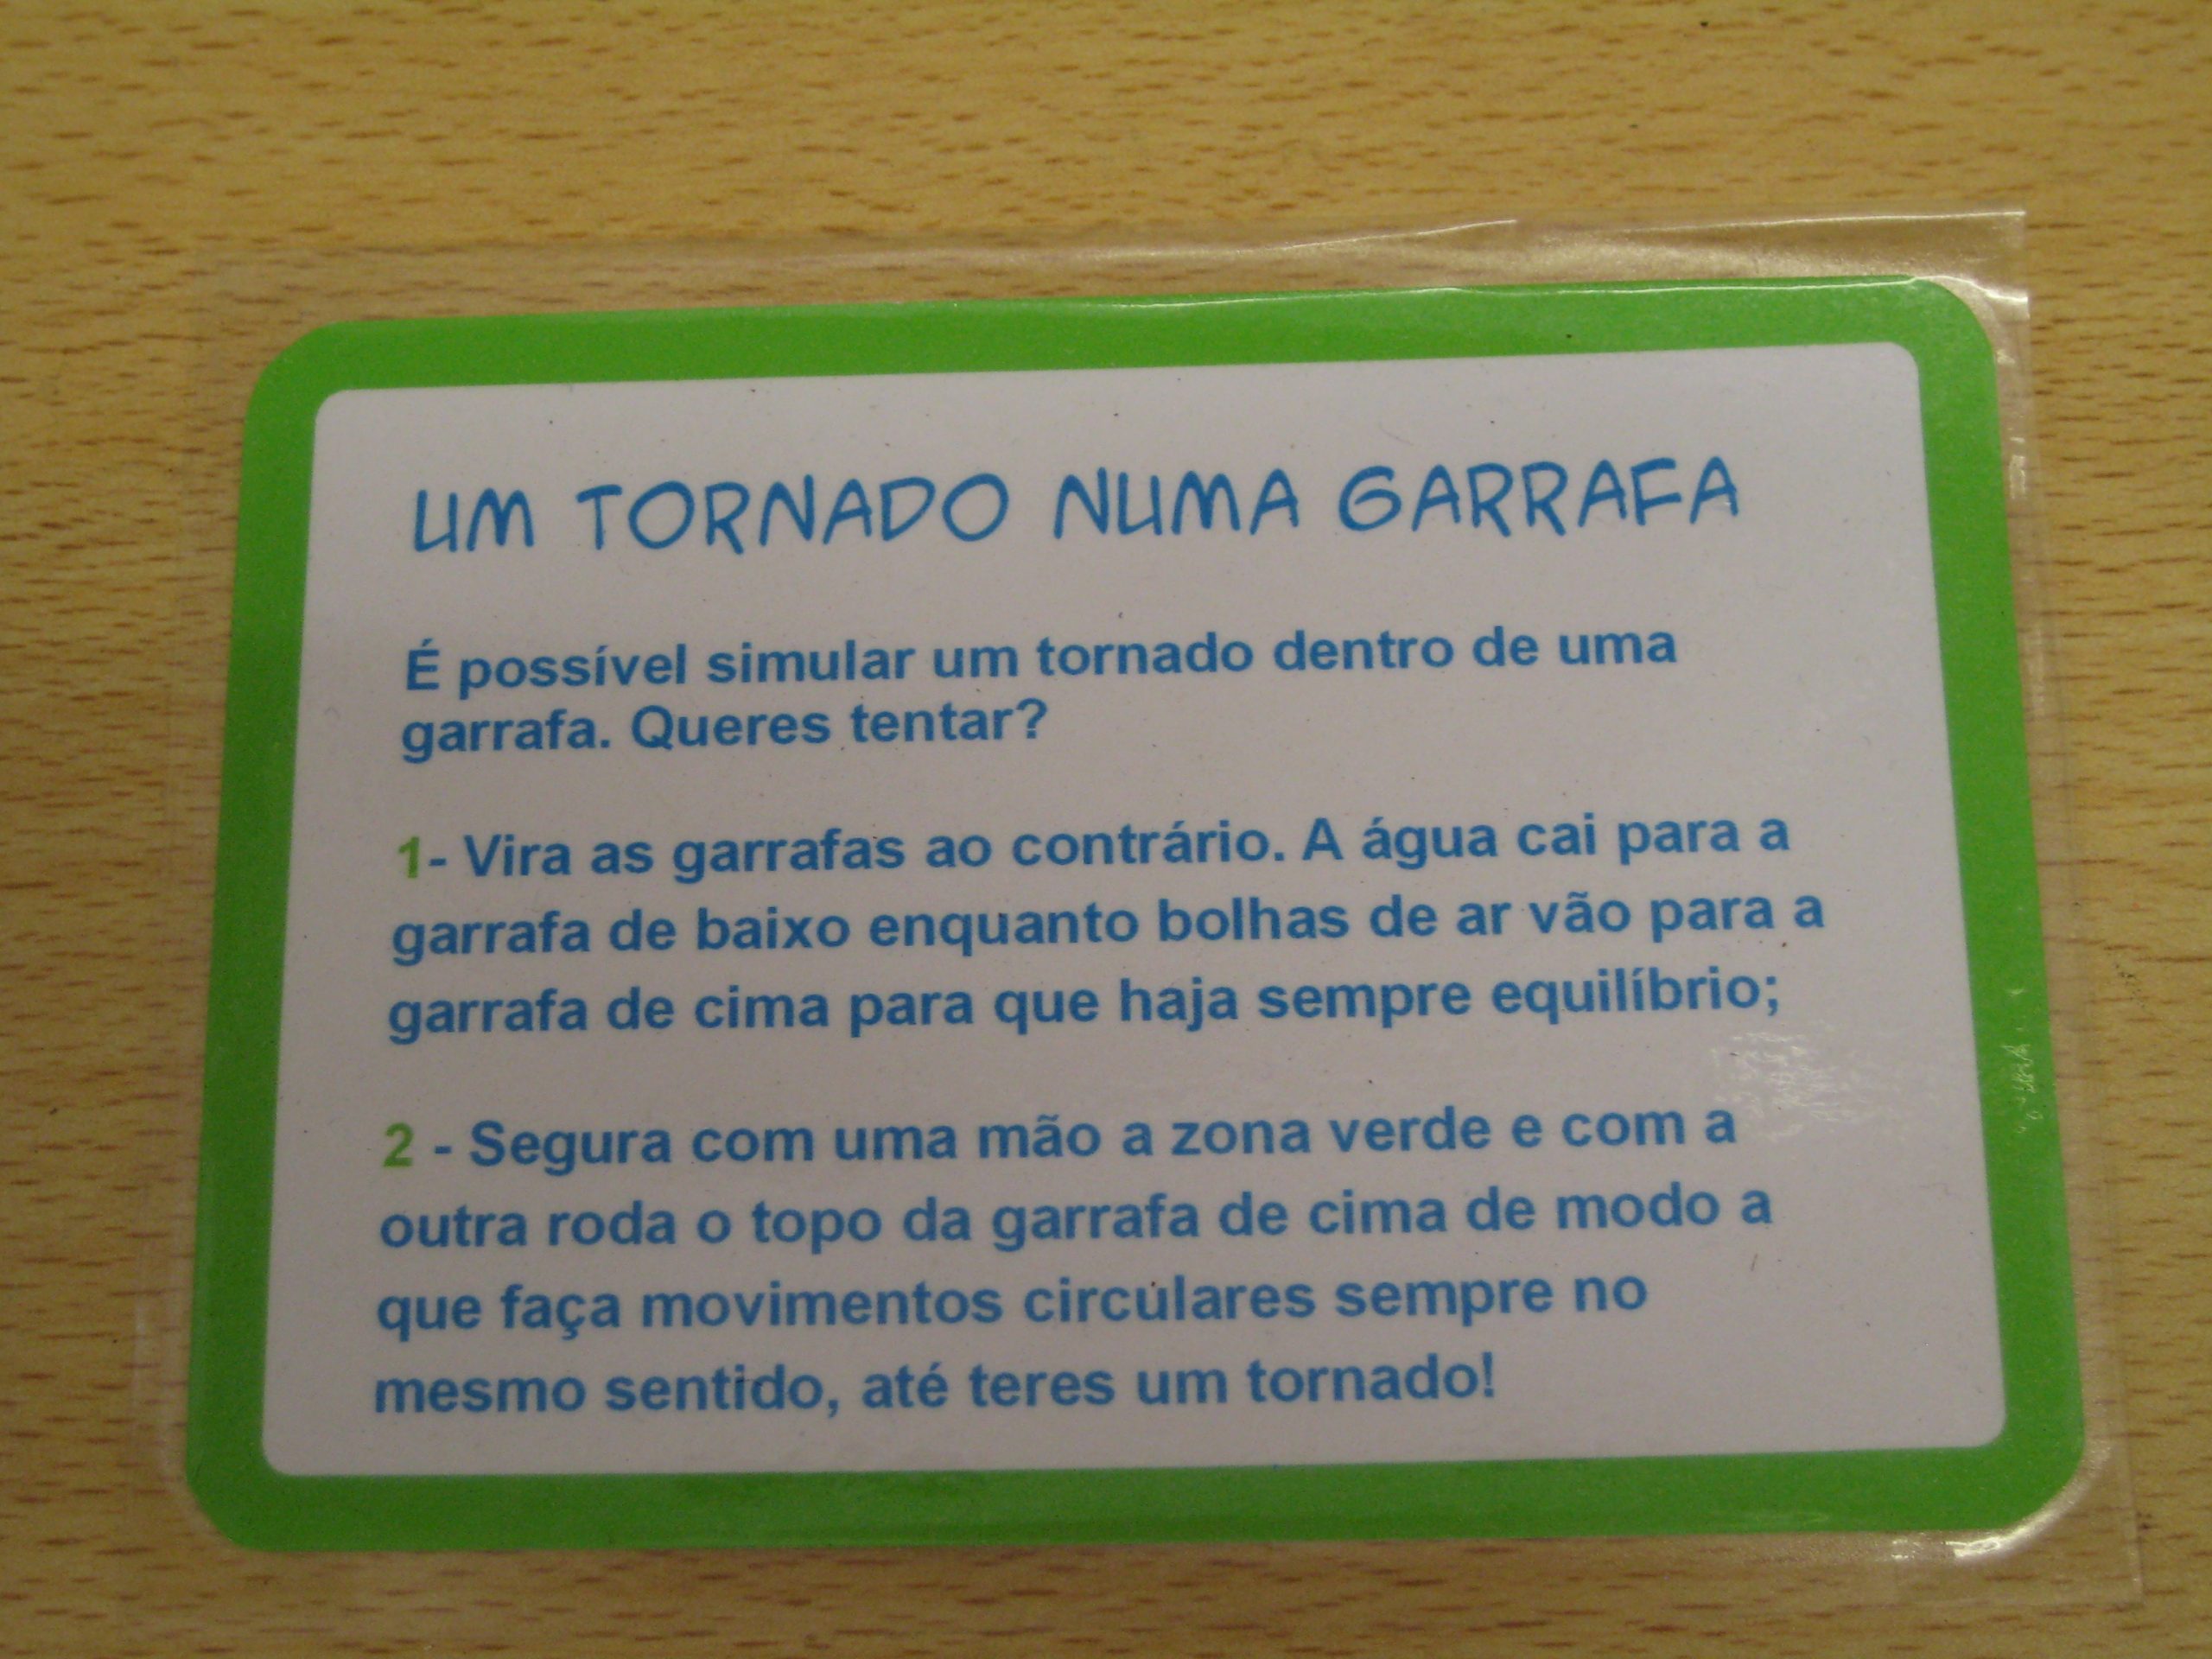 UM TORNADO NUMA GARRAFA
É possível simular um tornado dentro de uma
garrafa. Queres tentar?
1- Vira as garrafas ao contrário. A água cai para a
garrafa de baixo enquanto bolhas de ar vão para a
garrafa de cima para que haja sempre equilíbrio;
2 - Segura com uma mão a zona verde e com a
outra roda o topo da garrafa de cima de modo a
que faça movimentos circulares sempre no
mesmo sentido, até teres um tornado!